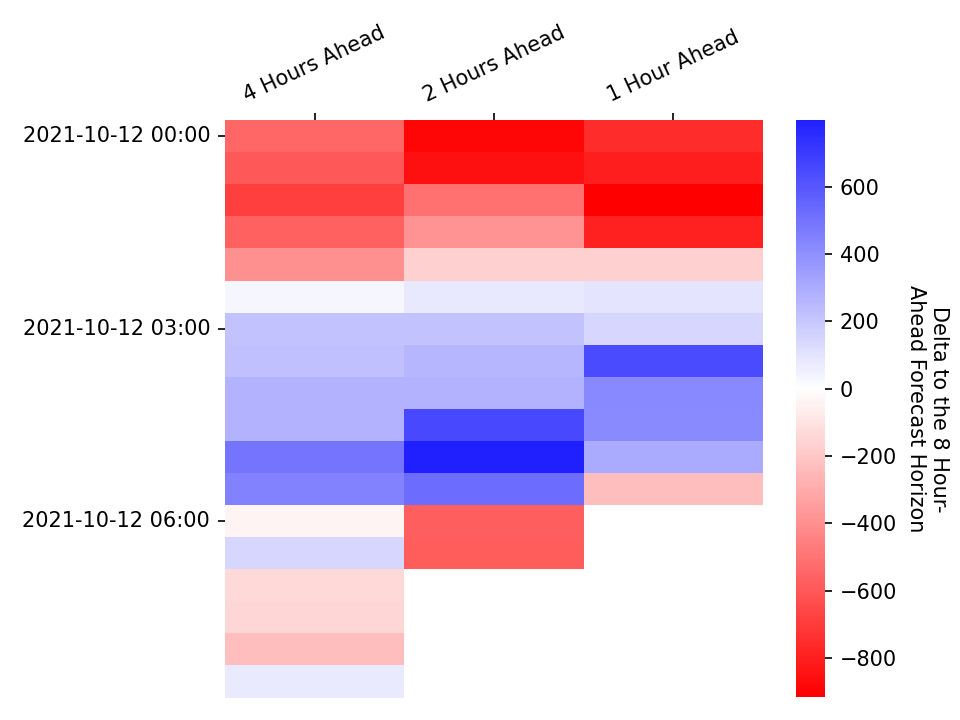 4 Hours Ahead
2 Hours Ahead
1 Hour Ahead
2021-10-12 00:00
2021-10-12 03:00
2021-10-12 06:00
600
400
200
0
−200
−400
−600
−800
Delta to the 8 Hour-
Ahead Forecast Horizon